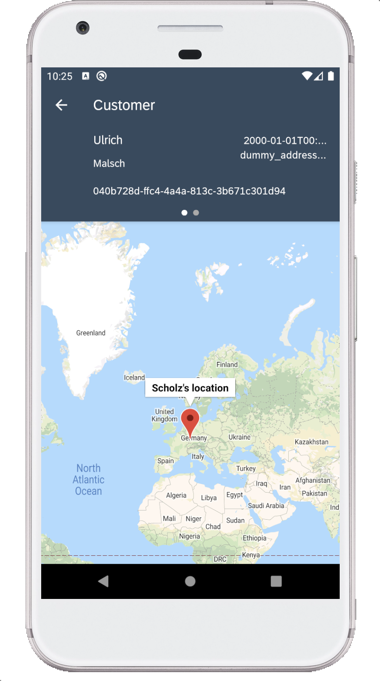 10:25
Customer
Ulrich 2000-01-01T00:...
dummy_address...
Malsch
040b728d-ffc4-4a4a-813c-3b671c301d94
Greenland
Finland
Iceland
Scholz's location
United
Kingdom
Germany
Ukraine
Kazakhstan
Spain
Italy
Turkey
North
Atlantic
Ocean
Afghanistan
Iraq
Iran
Pakistan
Algeria
Libya
Egypt
Saudi Arabia
Ind
Mali
Niger
Chad
Sudan
Nigeria
Ethiopia
Kenya
DRC